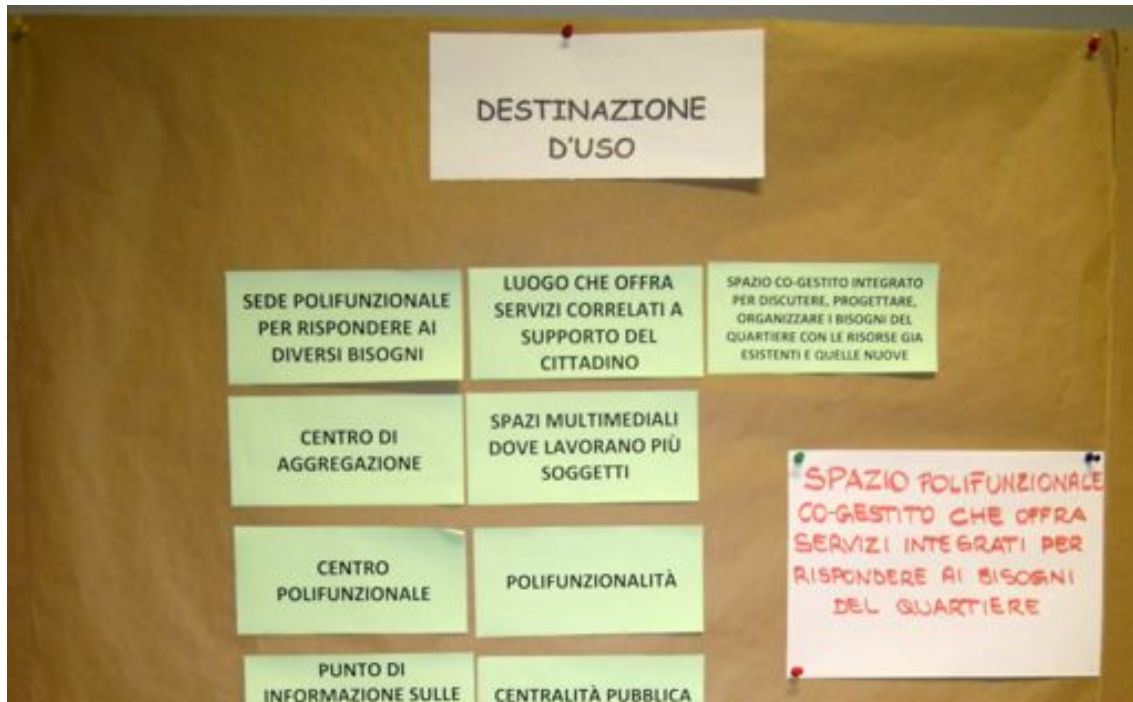 DESTINAZIONE
D'USO
SEDE POLIFUNZIONALE
PER RISPONDERE AI
DIVERSI BISOGNI
LUOGO CHE OFFRA
SERVIZI CORRELATI A
SUPPORTO DEL
CITTADINO
SPAZIO CO-GESTITO INTEGRATO
PER DISCUTERE, PROGETTARE,
ORGANIZZARE I BISOGNI DEL
QUARTIERE CON LE RISORSE GIA
ESISTENTI E QUELLE NUOVE
CENTRO DI
AGGREGAZIONE
SPAZI MULTIMEDIALI
DOVE LAVORANO PIÙ
SOGGETTI
SPAZIO POLIFUNZIONALE
CO-GESTITO CHE OFFRA
SERVIZI INTEGRATI PER
RISPONDERE AI BISOGNI
DEL QUARTIERE
CENTRO
POLIFUNZIONALE
POLIFUNZIONALITÀ
PUNTO DI
INFORMAZIONE SULLE
CENTRALITÀ PUBBLICA